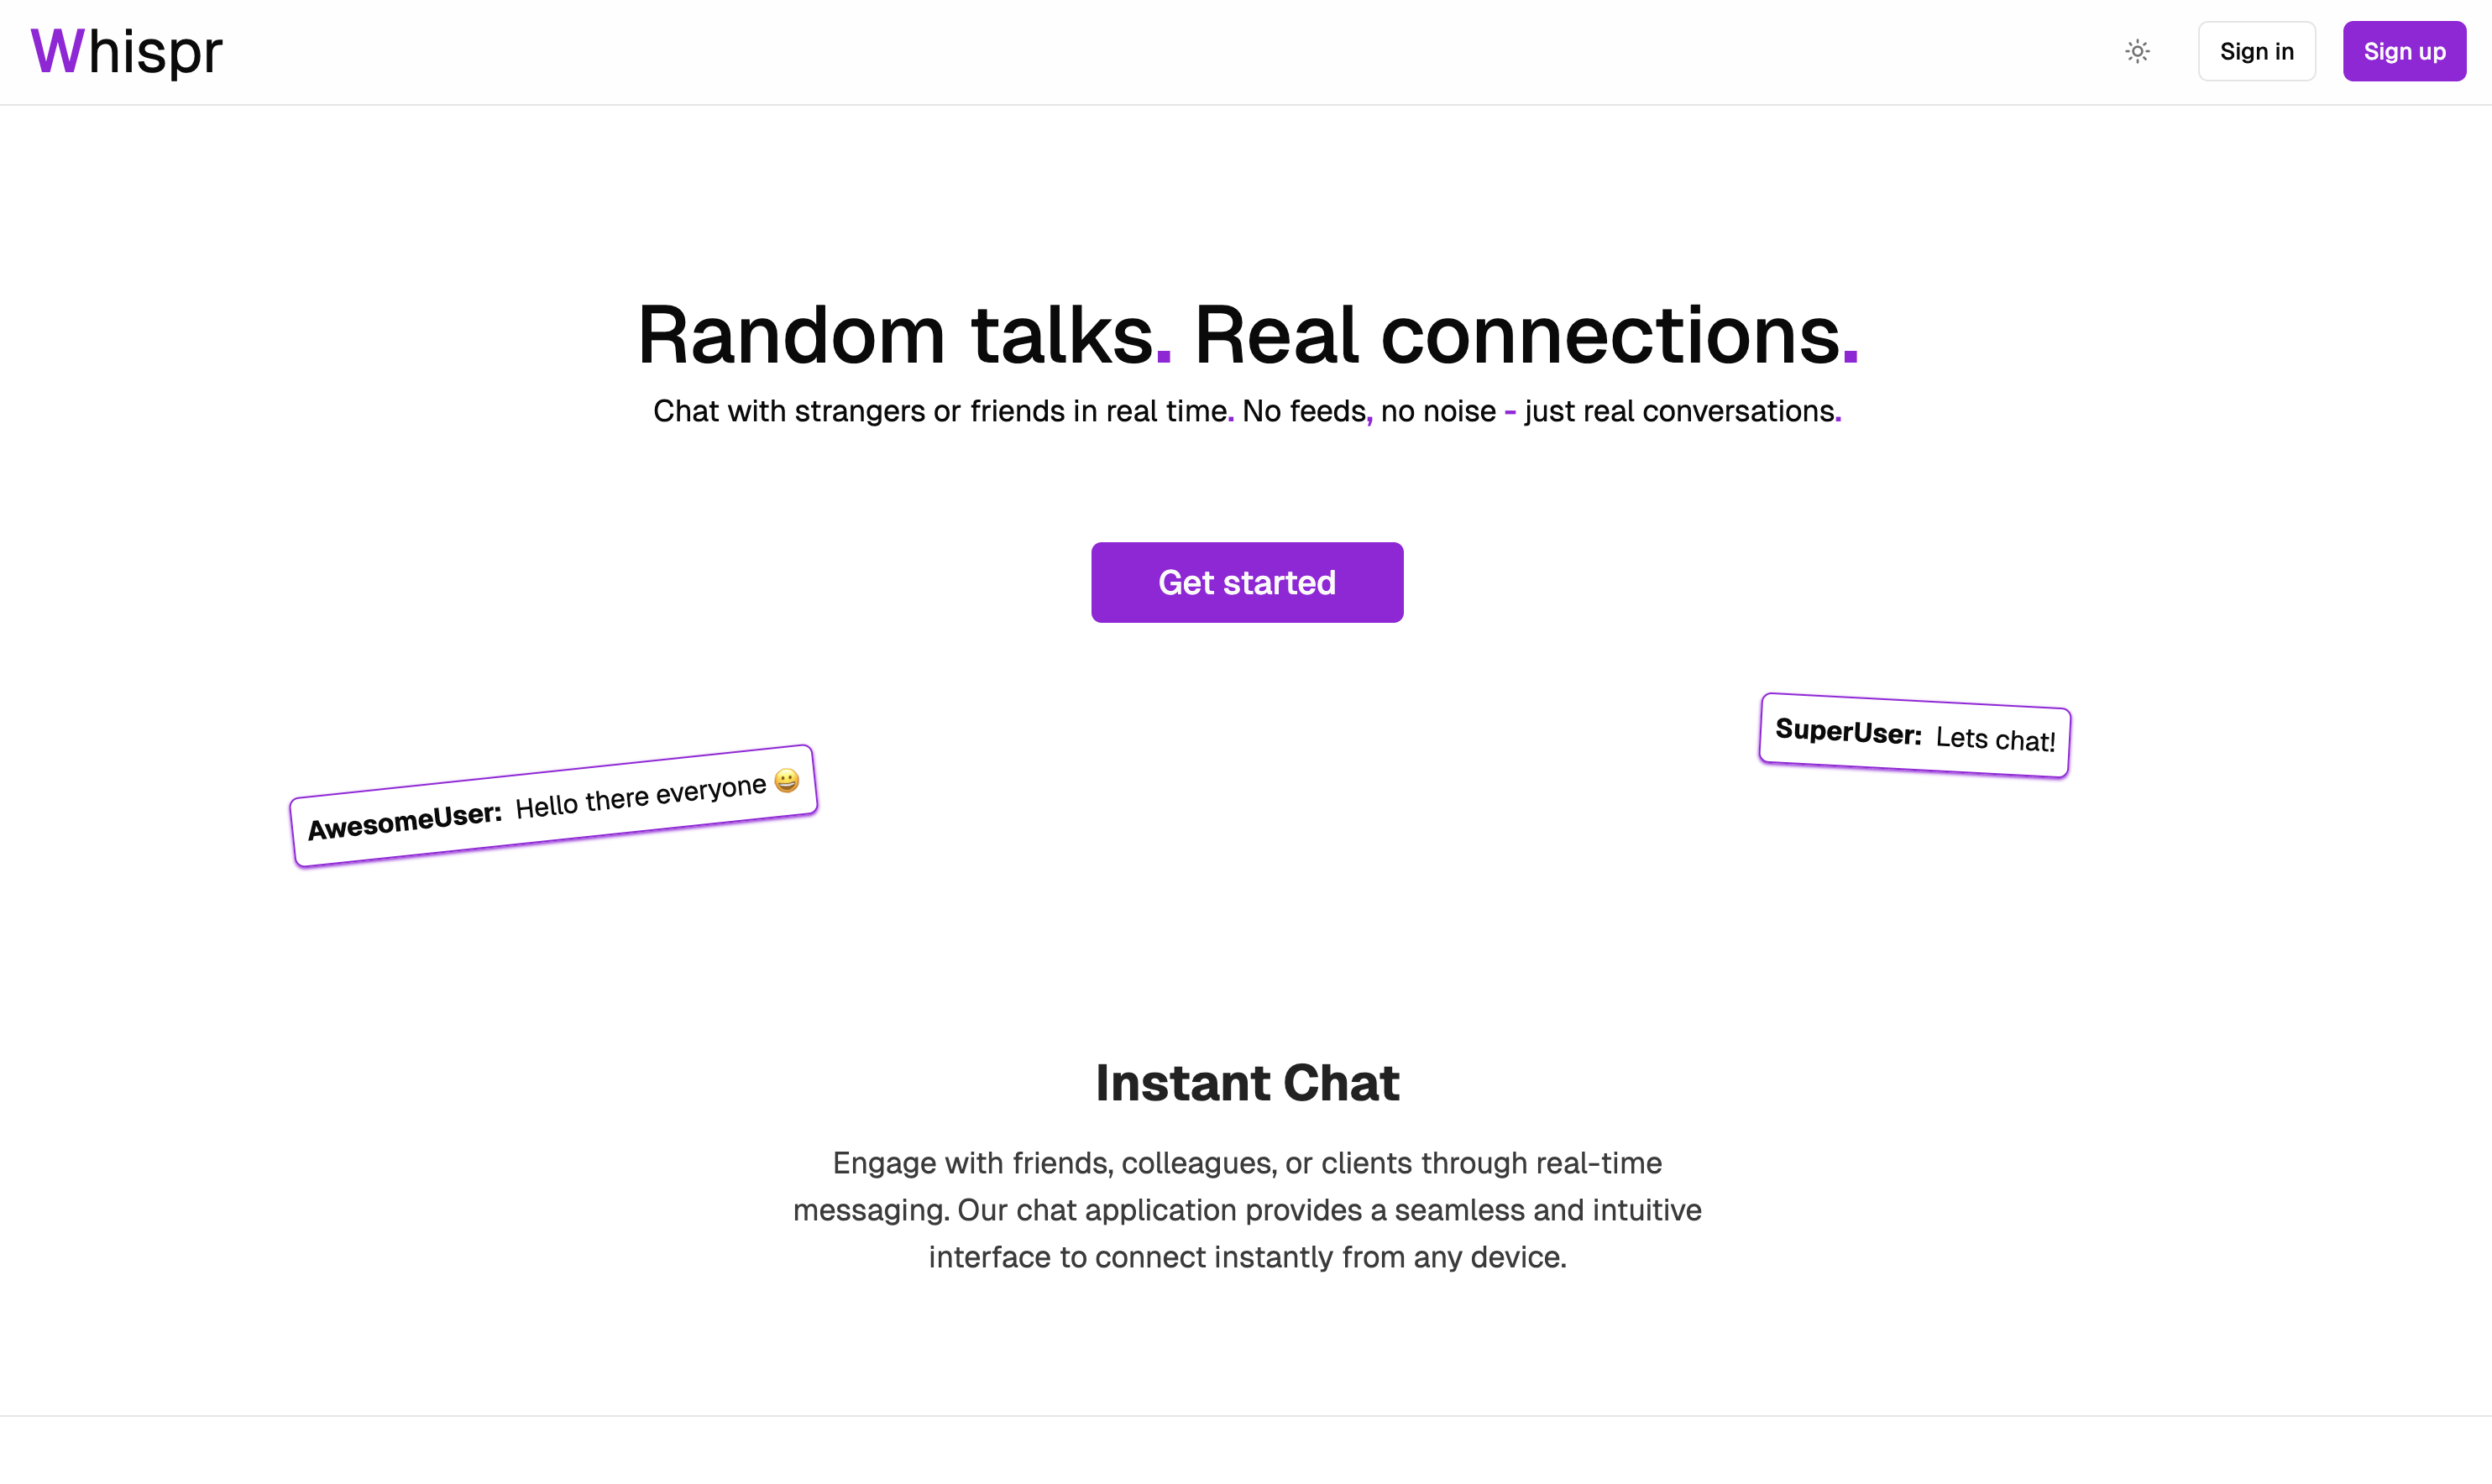 Whispr
Sign in
Sign up
Random talks. Real connections.
Chat with strangers or friends in real time. No feeds, no noise - just real conversations.
Get started
SuperUser: Lets chat!
AwesomeUser: Hello there everyone 😀
Instant Chat
Engage with friends, colleagues, or clients through real-time
messaging. Our chat application provides a seamless and intuitive
interface to connect instantly from any device.